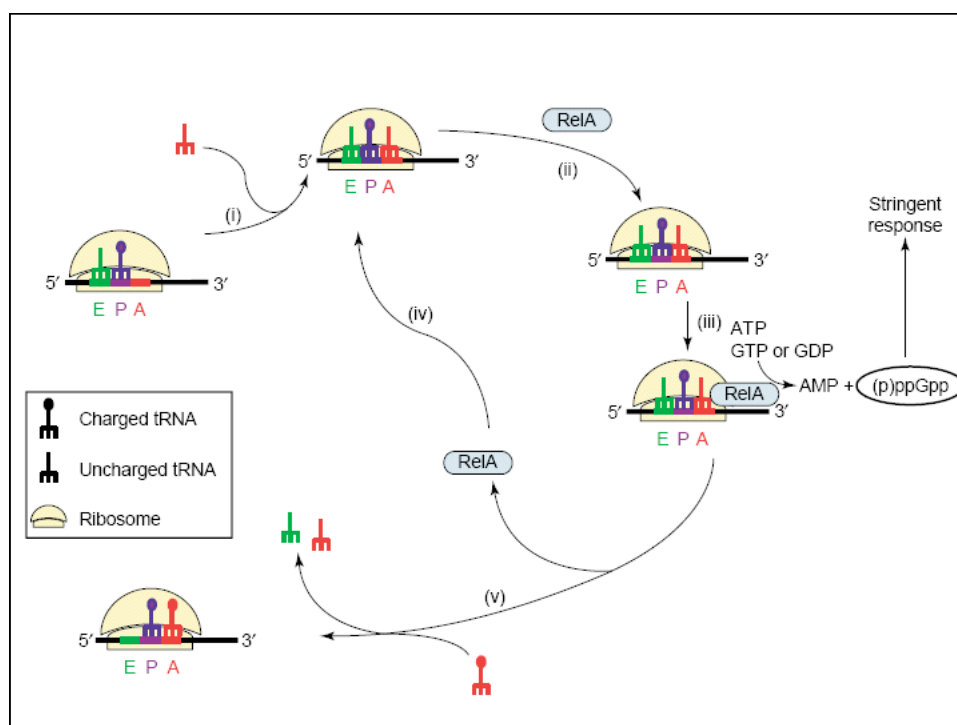 RelA
5′ 3′
E P A
(i)
(ii)
5′ 3′
E P A
Stringent
response
5′ 3′
E P A
(iii)
ATP
GTP or GDP
(iv)
RelA
AMP + (p)ppGpp
5′ 3′
E P A
Charged tRNA
Uncharged tRNA
Ribosome
RelA
(v)
5′ 3′
E P A